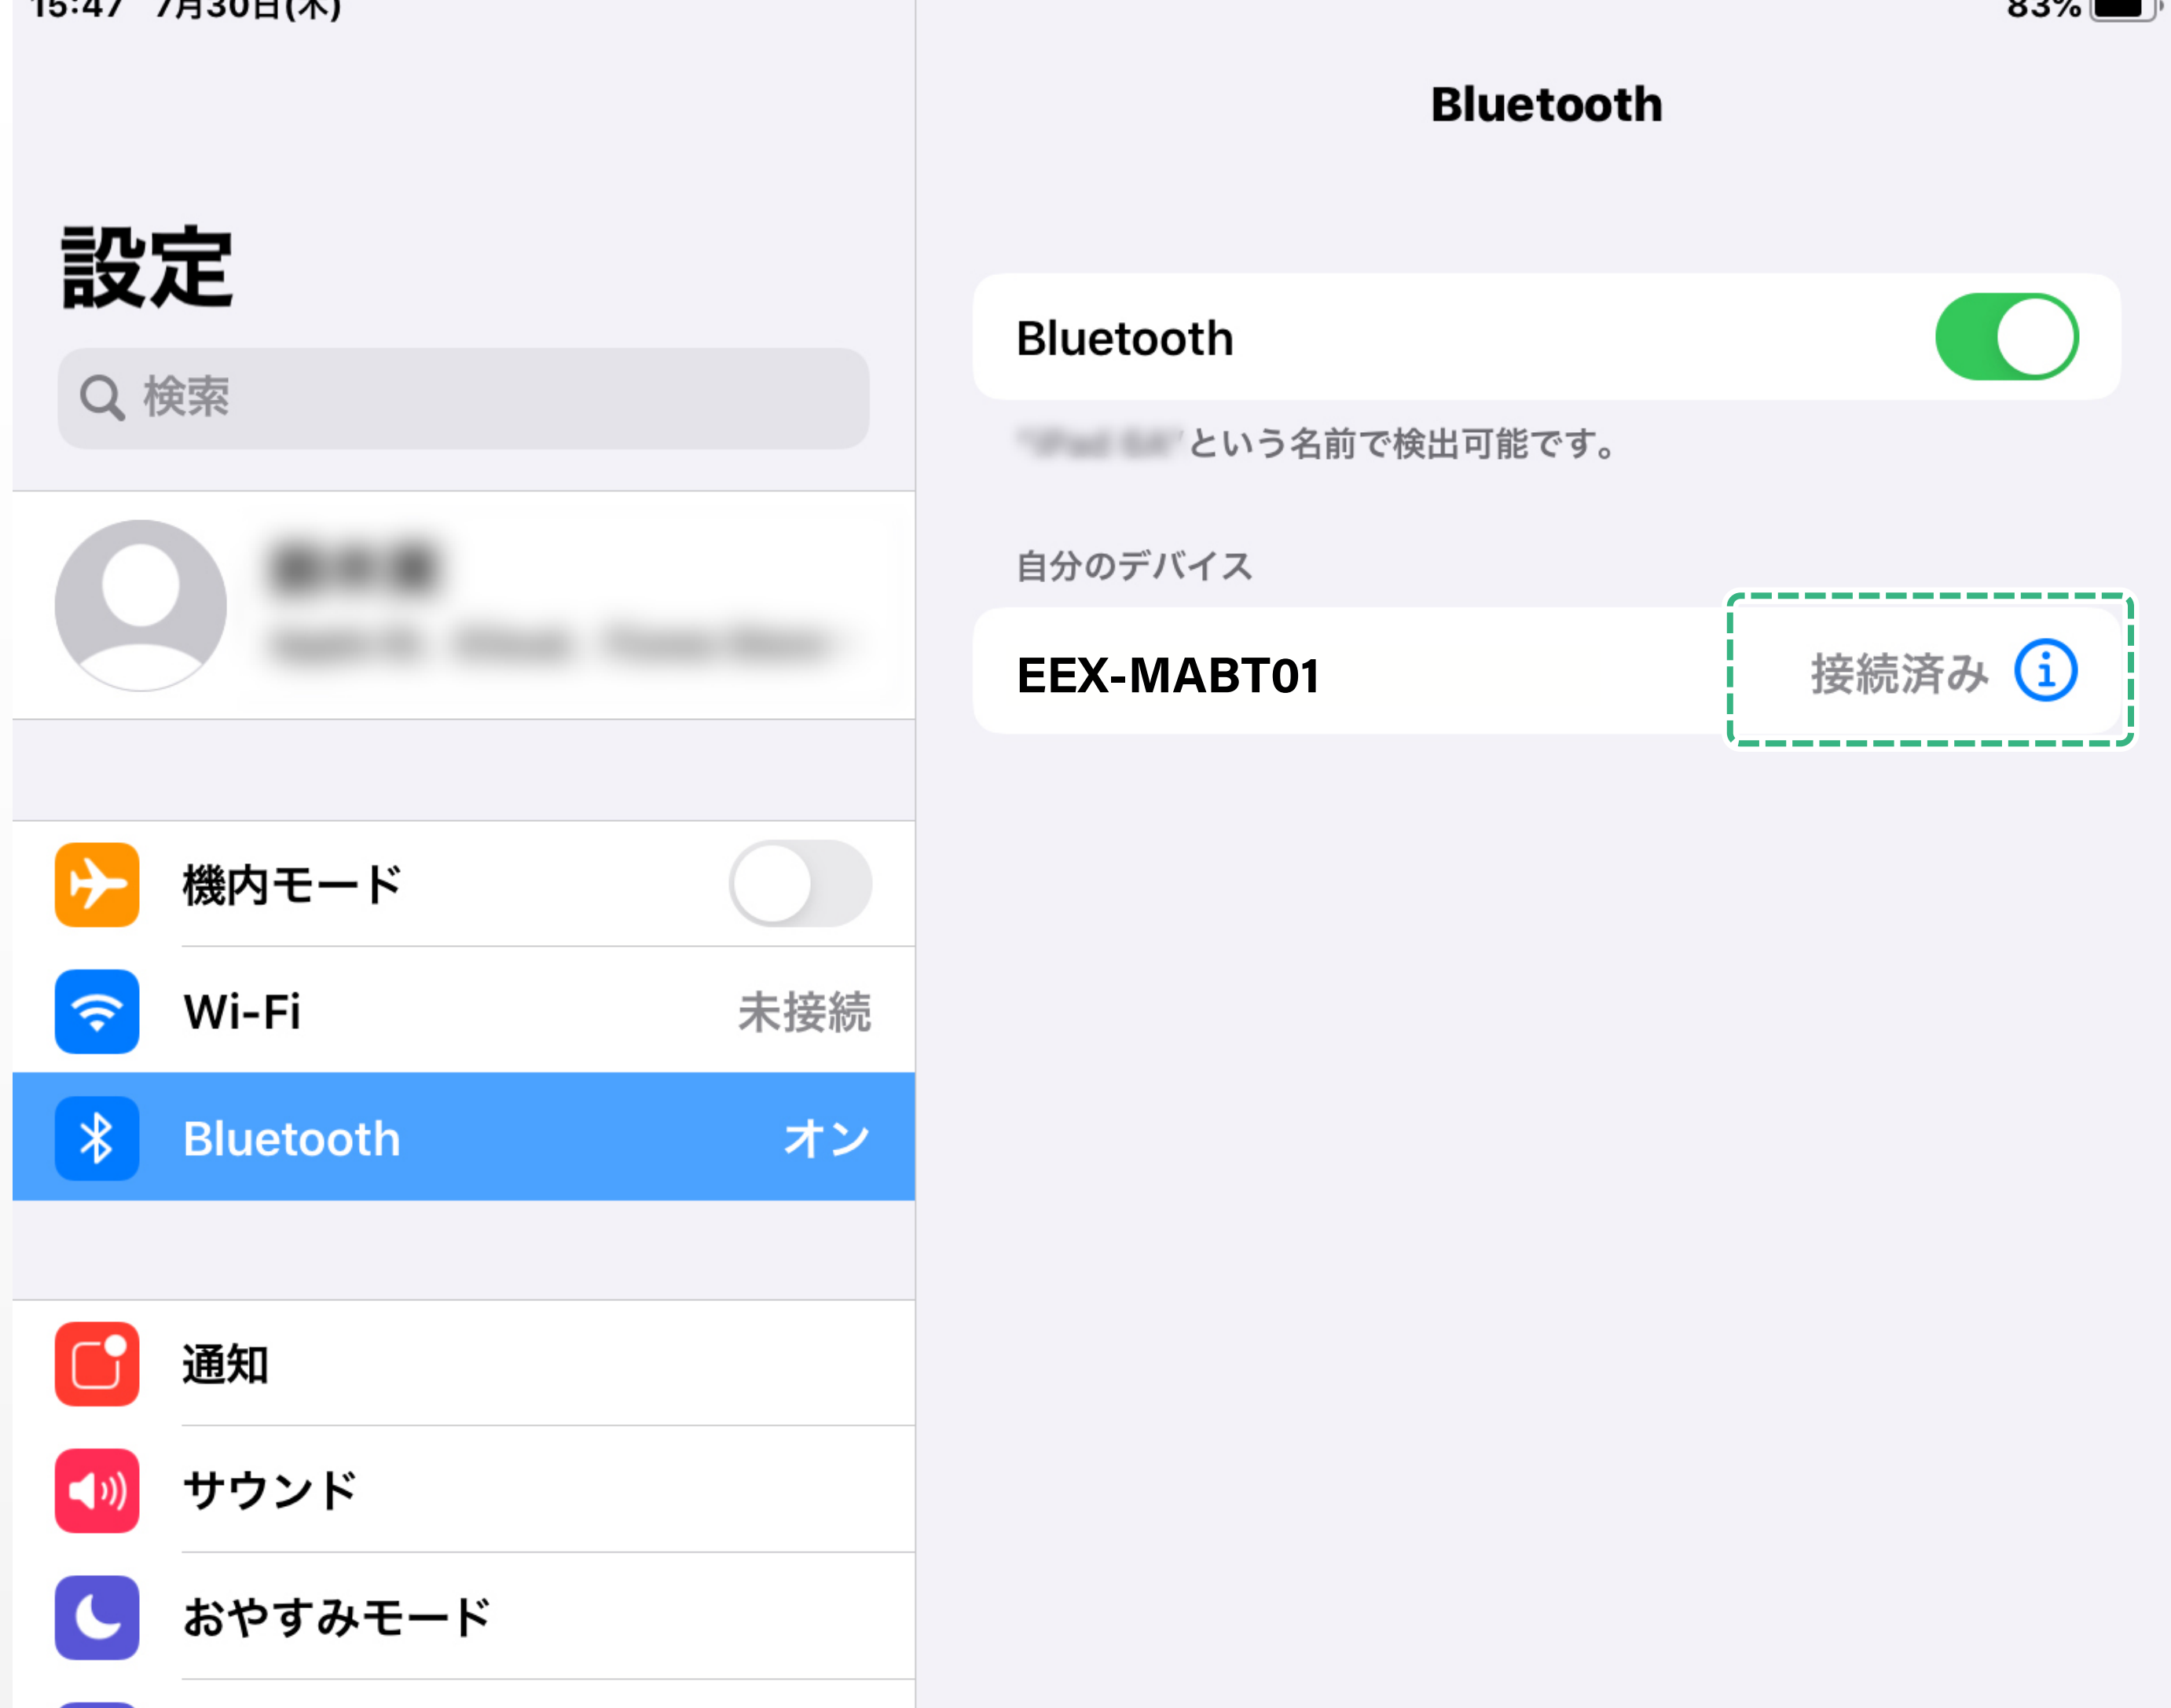 15:47 7月30日(木)
83%
設定
検索
機内モード
Wi-Fi 未接続
Bluetooth オン
通知
サウンド
おやすみモード
Bluetooth
Bluetooth
という名前で検出可能です。
自分のデバイス
EEX-MABT01 接続済み